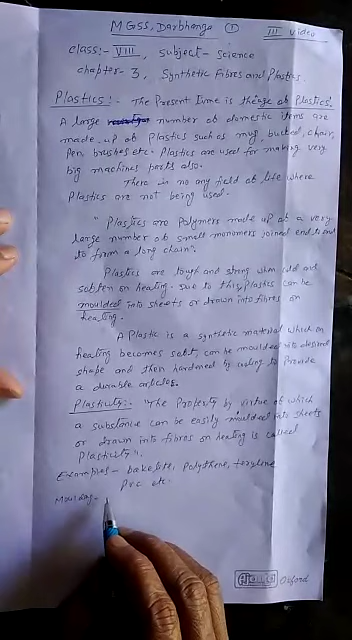 MGSS, Darbhanga ① III video
class:- VIII, subject - science
chapter- 3, Synthetic Fibres and Plastics.
Plastics:- The Present time is the age of Plastics.
A large number of domestic items are
made up of Plastics such as mug, bucket, chair,
Pen, brushes etc. Plastics are used for making very
big machines parts also.
There is no any field of life where
Plastics are not being used.
"Plastics are Polymers made up of a very
large number of small monomers joined end to end
to form a long chain".
Plastics are tough and strong when cold and
soften on heating. Due to this, Plastics can be
moulded into sheets or drawn into fibres on
heating.
A Plastic is a synthetic material which on
heating becomes soft, can be moulded into desired
shape and then hardened by cooling to Provide
a durable articles.
Plasticity:- "The Property by virtue of which
a substance can be easily moulded into sheets
or drawn into fibres on heating is called
Plasticity".
Examples - bakelite, Polythene, terylene
PVC etc.
Moulding-
Oxford